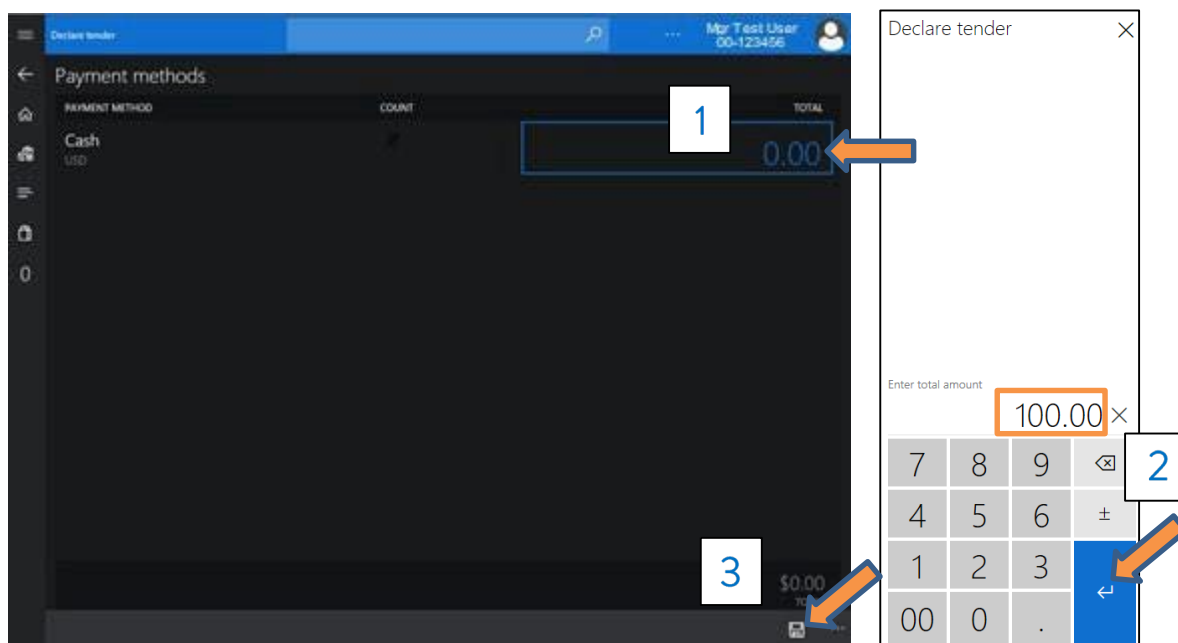 Declare tender
Mgr Test User
00-123456
Payment methods
PAYMENT METHOD COUNT TOTAL
Cash
USD
0.00
0
1
$0.00
3
Declare tender
Enter total amount
100.00
7 8 9
4 5 6 ±
1 2 3
00 0 .
2